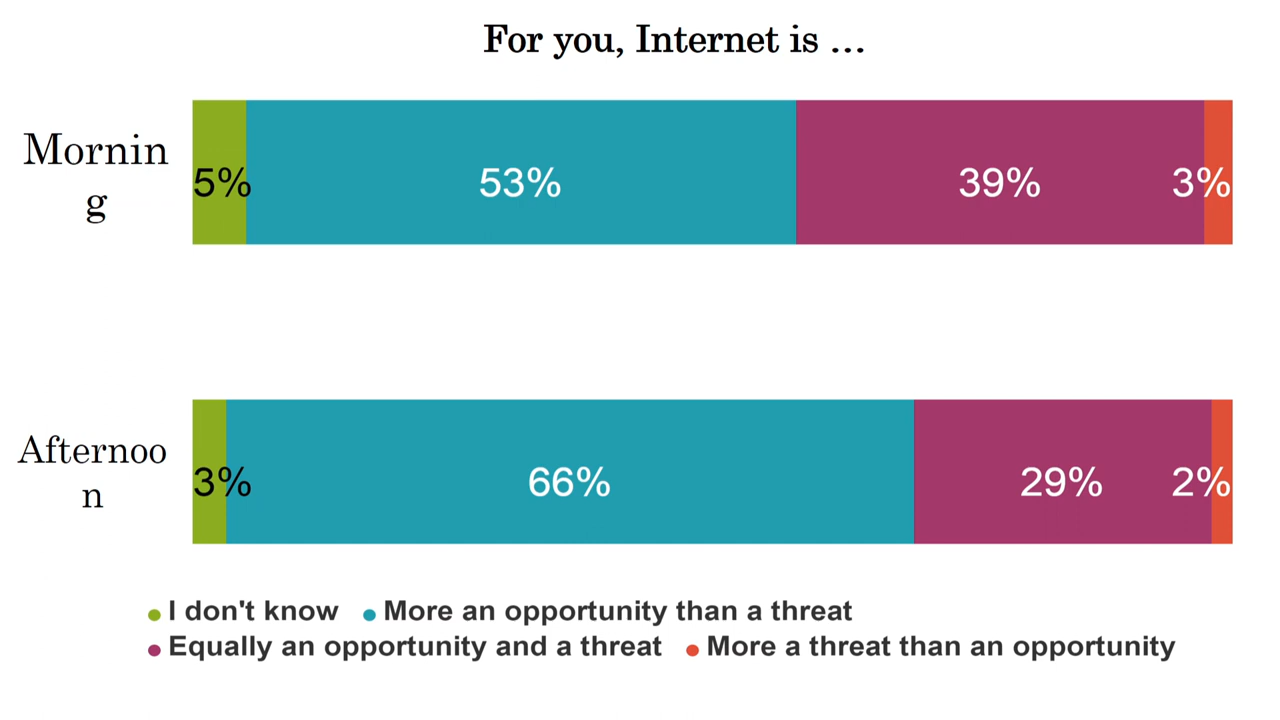 For you, Internet is ...
Mornin
g
5% 53% 39% 3%
Afternoo
n
3% 66% 29% 2%
I don't know More an opportunity than a threat
Equally an opportunity and a threat More a threat than an opportunity